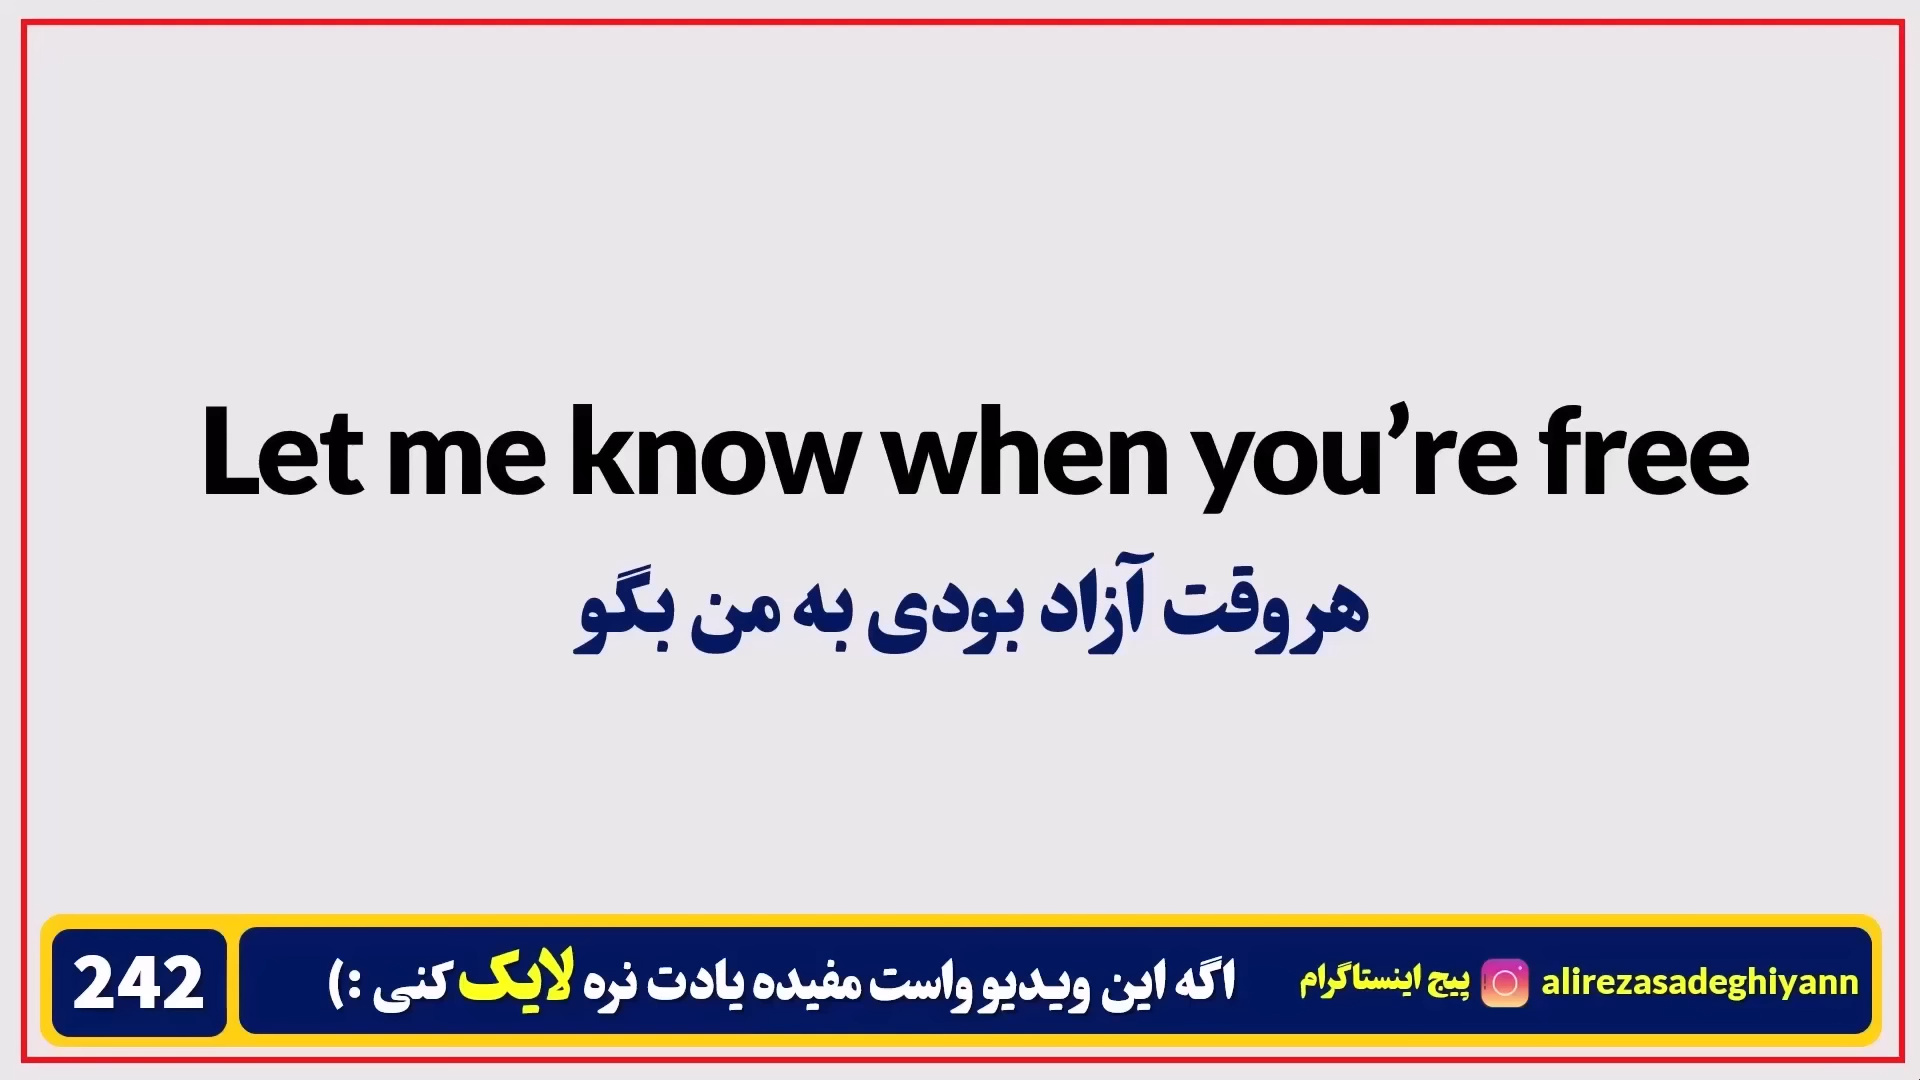 Let me know when you’re free
هروقت آزاد بودی به من بگو
242
اگه این ویدیو واست مفیده یادت نره لایک کنی :)
پیج اینستاگرام
alirezasadeghiyann